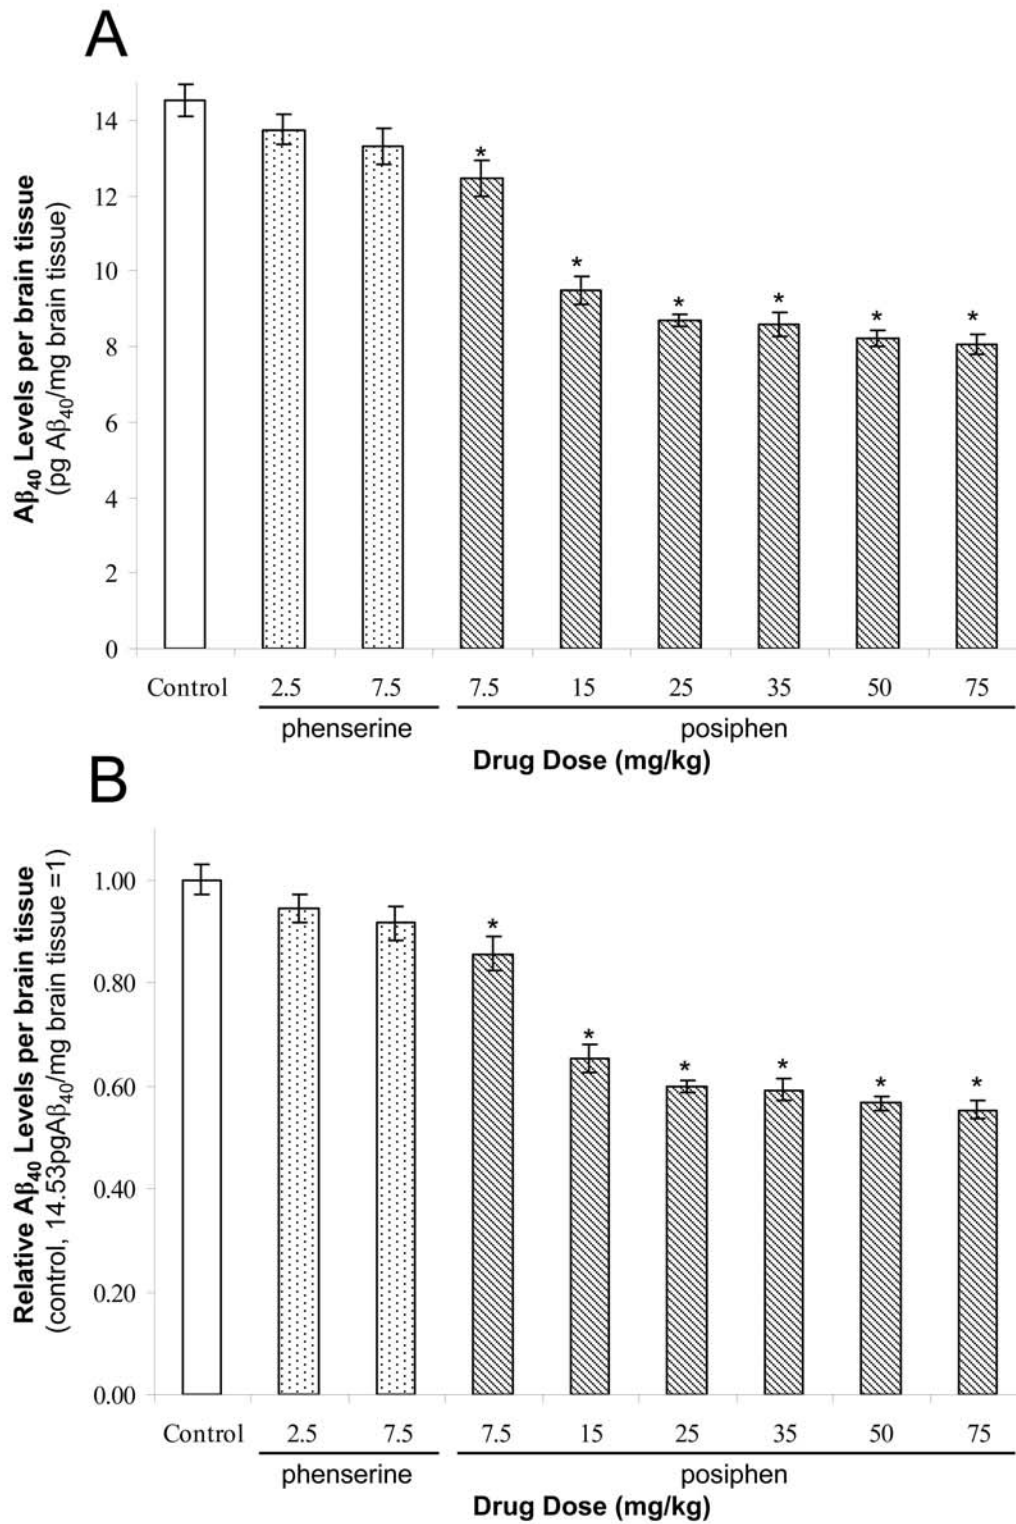 A
Aβ40 Levels per brain tissue
(pg Aβ40/mg brain tissue)
14
12
10
8
6
4
2
0
* * * * * *
Control 2.5 7.5 7.5 15 25 35 50 75
phenserine posiphen
Drug Dose (mg/kg)
B
Relative Aβ40 Levels per brain tissue
(control, 14.53pgAβ40/mg brain tissue =1)
1.00
0.80
0.60
0.40
0.20
0.00
* * * * * *
Control 2.5 7.5 7.5 15 25 35 50 75
phenserine posiphen
Drug Dose (mg/kg)